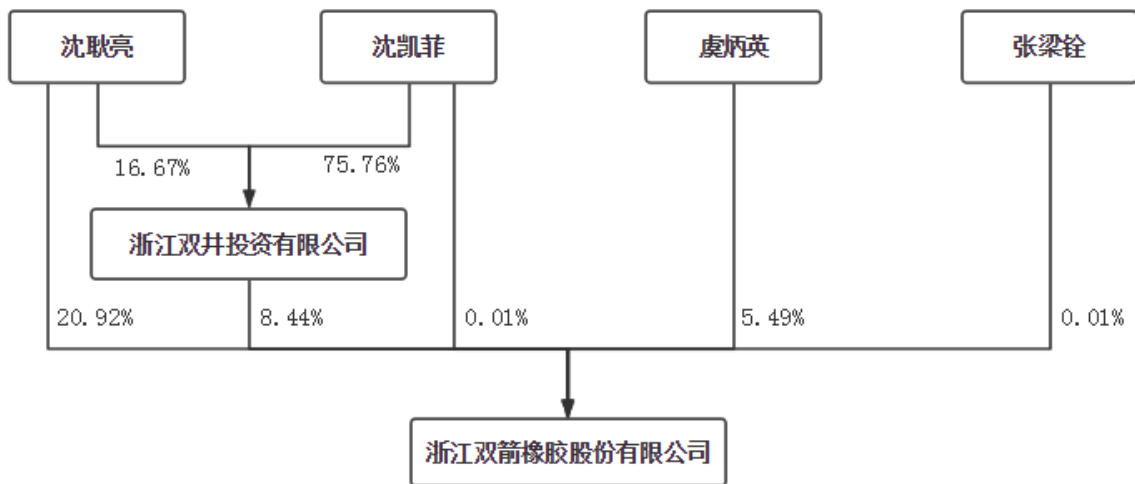 沈耿亮
沈凯菲
虞炳英
张梁铨
16.67%
75.76%
浙江双井投资有限公司
20.92%
8.44%
0.01%
5.49%
0.01%
浙江双箭橡胶股份有限公司